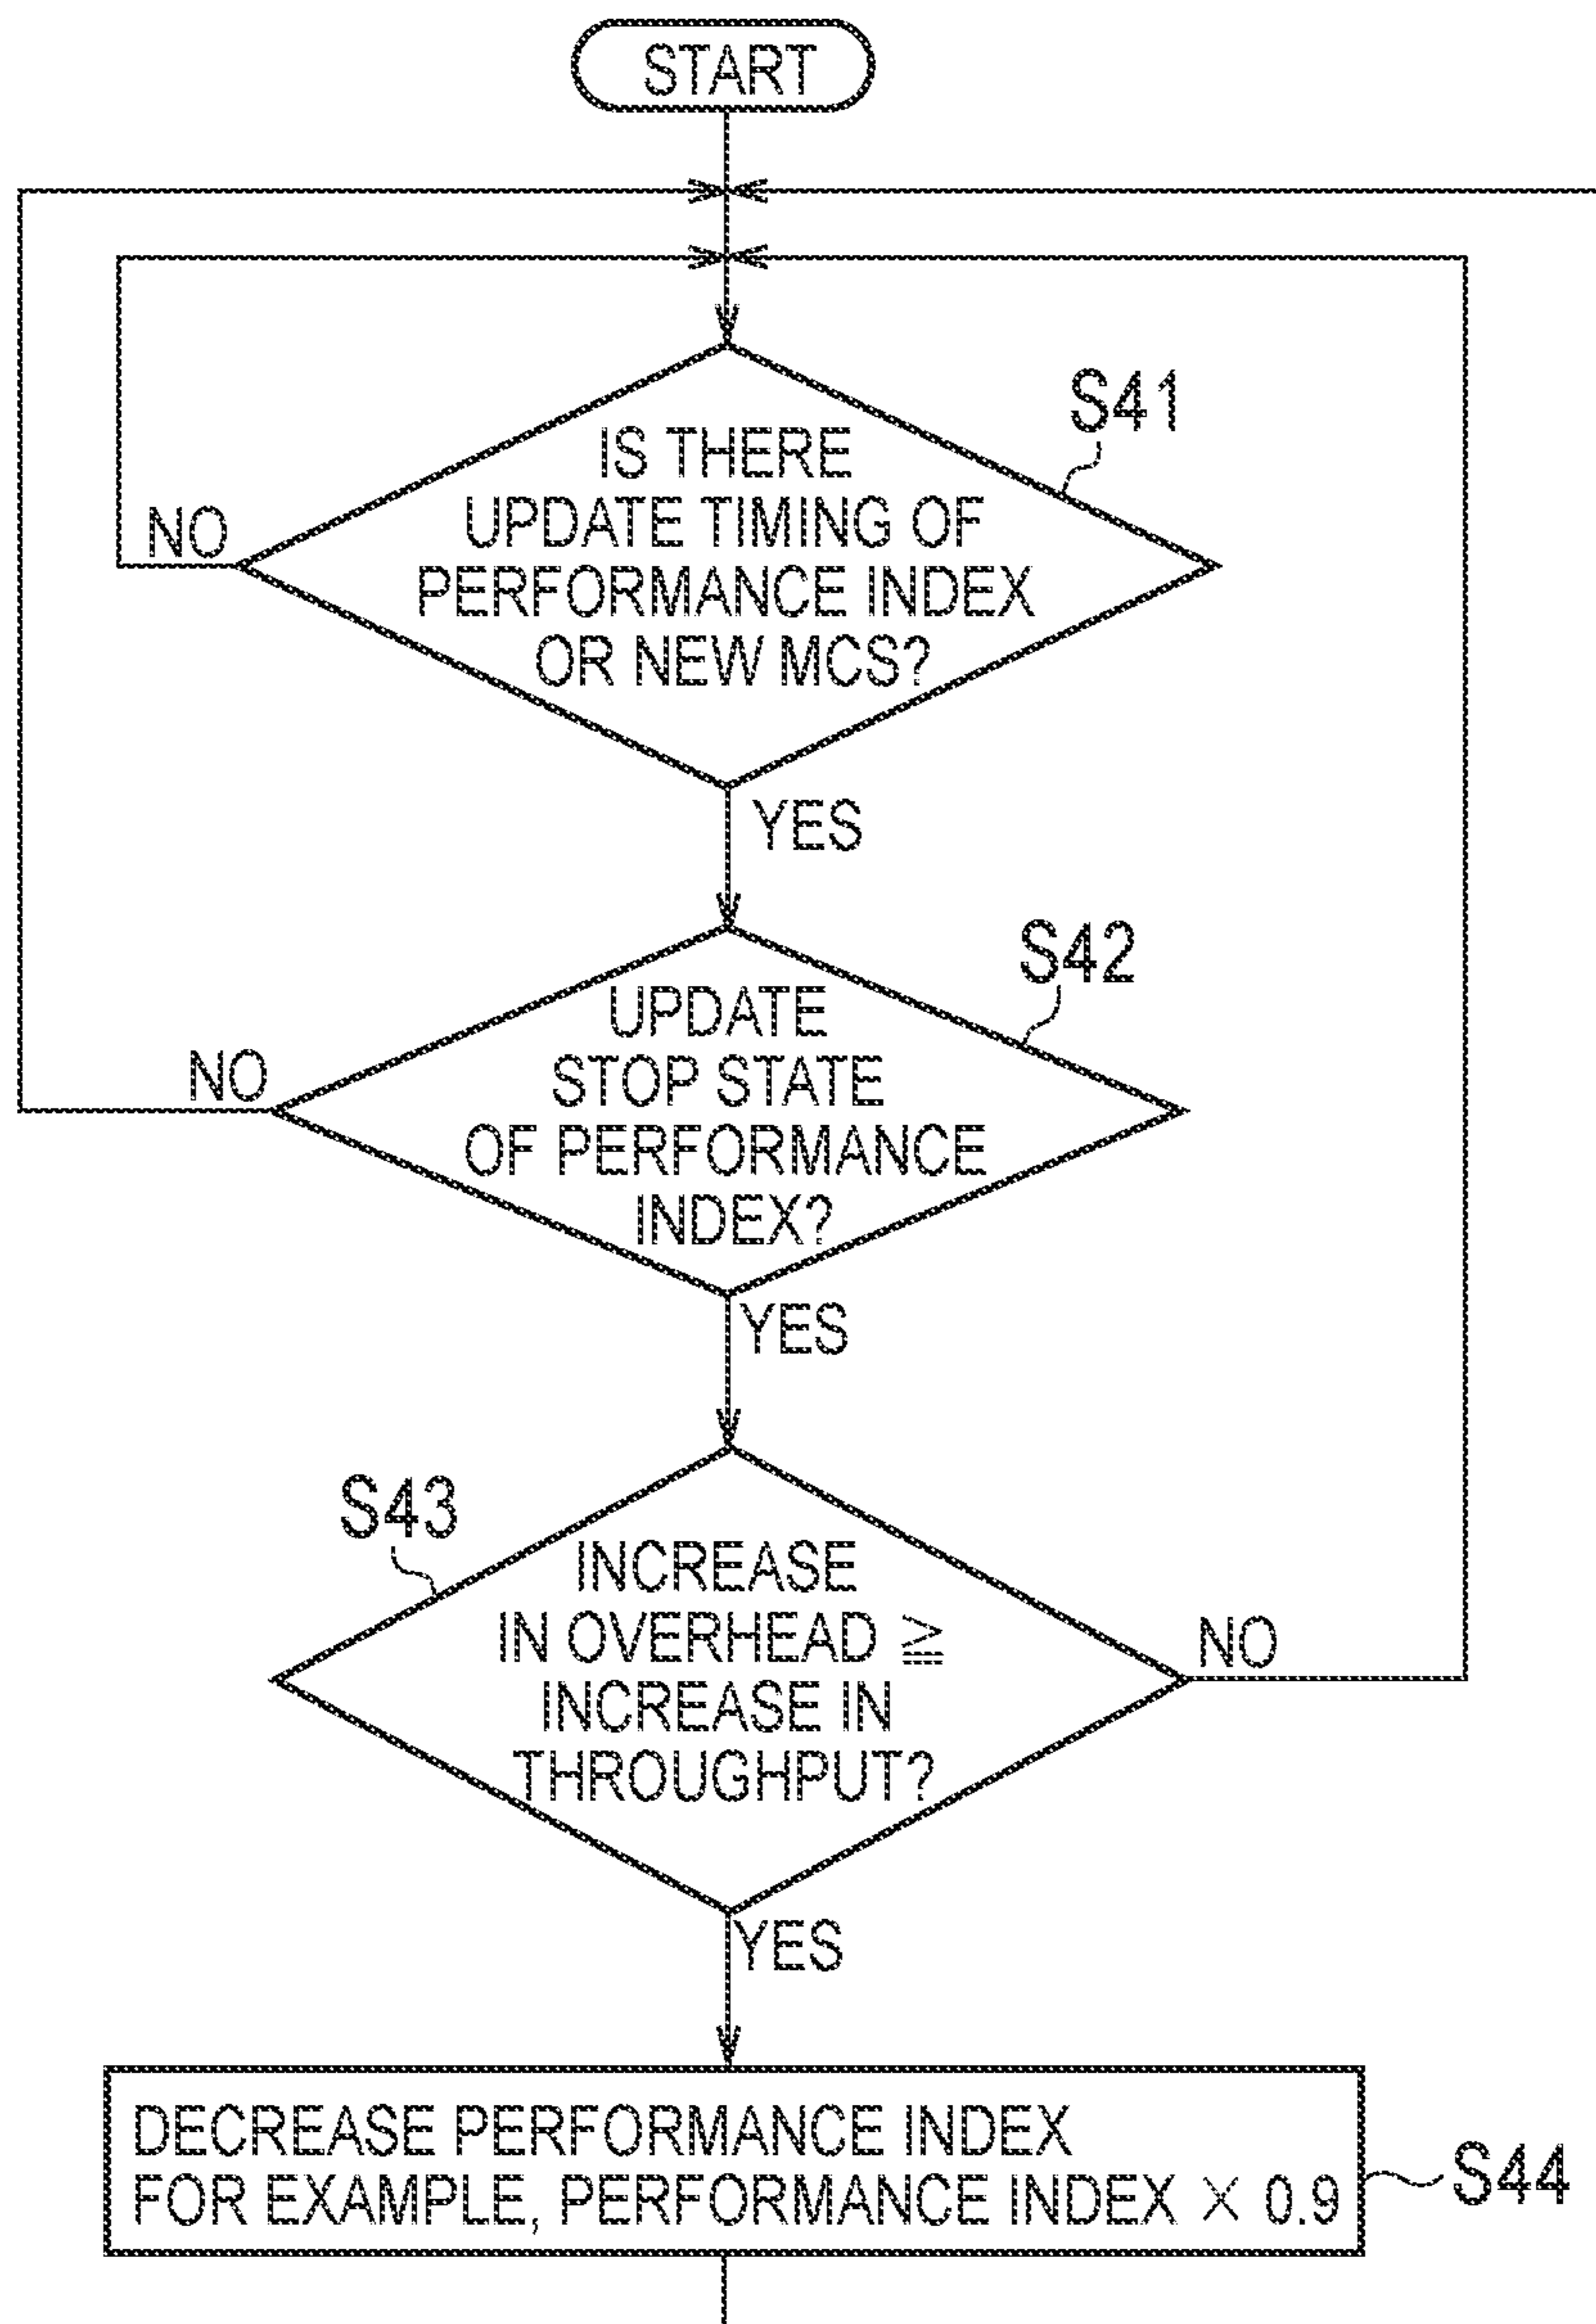 START
S41
IS THERE
UPDATE TIMING OF
PERFORMANCE INDEX
OR NEW MCS?
NO
YES
S42
UPDATE
STOP STATE
OF PERFORMANCE
INDEX?
NO
YES
S43
INCREASE
IN OVERHEAD ≧
INCREASE IN
THROUGHPUT?
NO
YES
DECREASE PERFORMANCE INDEX
FOR EXAMPLE, PERFORMANCE INDEX × 0.9
S44